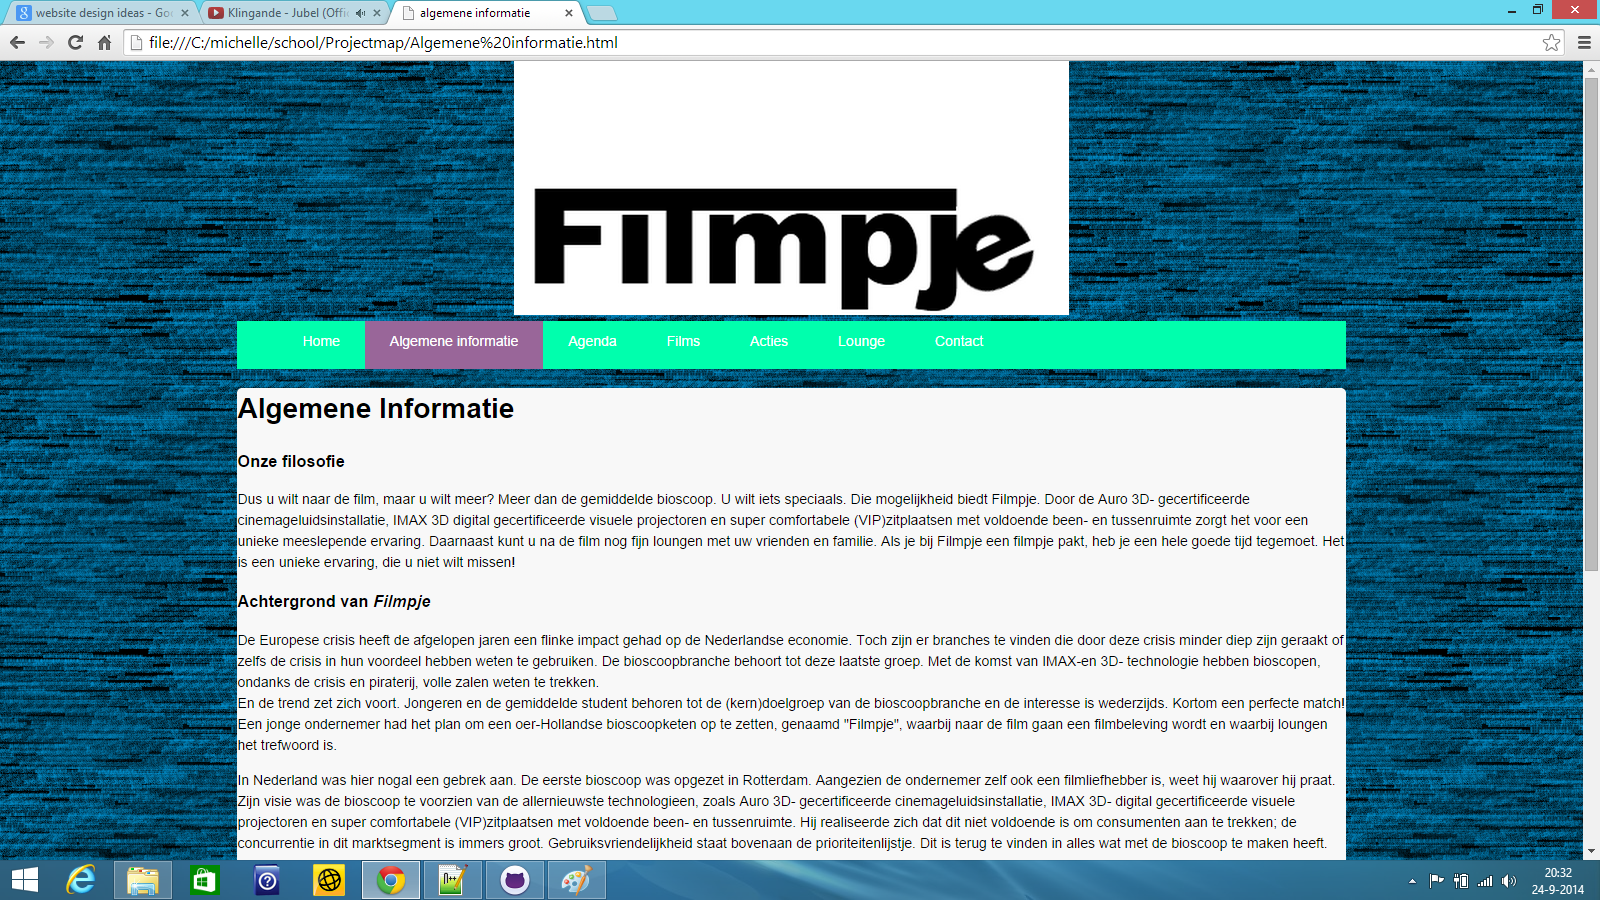 website design ideas - Goo
Klingande - Jubel (Offic
algemene informatie
file:///C:/michelle/school/Projectmap/Algemene%20informatie.html
Filmpje
Home
Algemene informatie
Agenda
Films
Acties
Lounge
Contact
Algemene Informatie
Onze filosofie
Dus u wilt naar de film, maar u wilt meer? Meer dan de gemiddelde bioscoop. U wilt iets speciaals. Die mogelijkheid biedt Filmpje. Door de Auro 3D- gecertificeerde
cinemageluidsinstallatie, IMAX 3D digital gecertificeerde visuele projectoren en super comfortabele (VIP)zitplaatsen met voldoende been- en tussenruimte zorgt het voor een
unieke meeslepende ervaring. Daarnaast kunt u na de film nog fijn loungen met uw vrienden en familie. Als je bij Filmpje een filmpje pakt, heb je een hele goede tijd tegemoet. Het
is een unieke ervaring, die u niet wilt missen!
Achtergrond van Filmpje
De Europese crisis heeft de afgelopen jaren een flinke impact gehad op de Nederlandse economie. Toch zijn er branches te vinden die door deze crisis minder diep zijn geraakt of
zelfs de crisis in hun voordeel hebben weten te gebruiken. De bioscoopbranche behoort tot deze laatste groep. Met de komst van IMAX-en 3D- technologie hebben bioscopen,
ondanks de crisis en piraterij, volle zalen weten te trekken.
En de trend zet zich voort. Jongeren en de gemiddelde student behoren tot de (kern)doelgroep van de bioscoopbranche en de interesse is wederzijds. Kortom een perfecte match!
Een jonge ondernemer had het plan om een oer-Hollandse bioscoopketen op te zetten, genaamd "Filmpje", waarbij naar de film gaan een filmbeleving wordt en waarbij loungen
het trefwoord is.
In Nederland was hier nogal een gebrek aan. De eerste bioscoop was opgezet in Rotterdam. Aangezien de ondernemer zelf ook een filmliefhebber is, weet hij waarover hij praat.
Zijn visie was de bioscoop te voorzien van de allernieuwste technologieen, zoals Auro 3D- gecertificeerde cinemageluidsinstallatie, IMAX 3D- digital gecertificeerde visuele
projectoren en super comfortabele (VIP)zitplaatsen met voldoende been- en tussenruimte. Hij realiseerde zich dat dit niet voldoende is om consumenten aan te trekken; de
concurrentie in dit marktsegment is immers groot. Gebruiksvriendelijkheid staat bovenaan de prioriteitenlijstje. Dit is terug te vinden in alles wat met de bioscoop te maken heeft.
20:32
24-9-2014